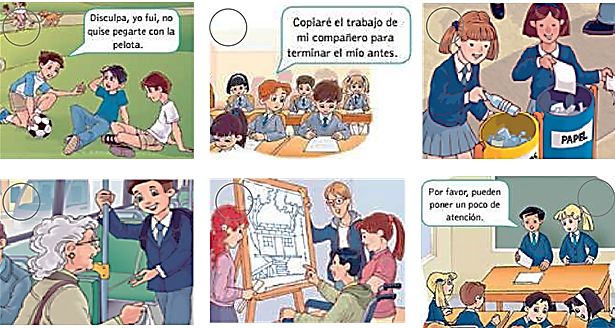 Disculpa, yo fui, no
quise pegarte con la
pelota.
Copiaré el trabajo de
mi compañero para
terminar el mío antes.
PAPEL
Por favor, pueden
poner un poco de
atención.